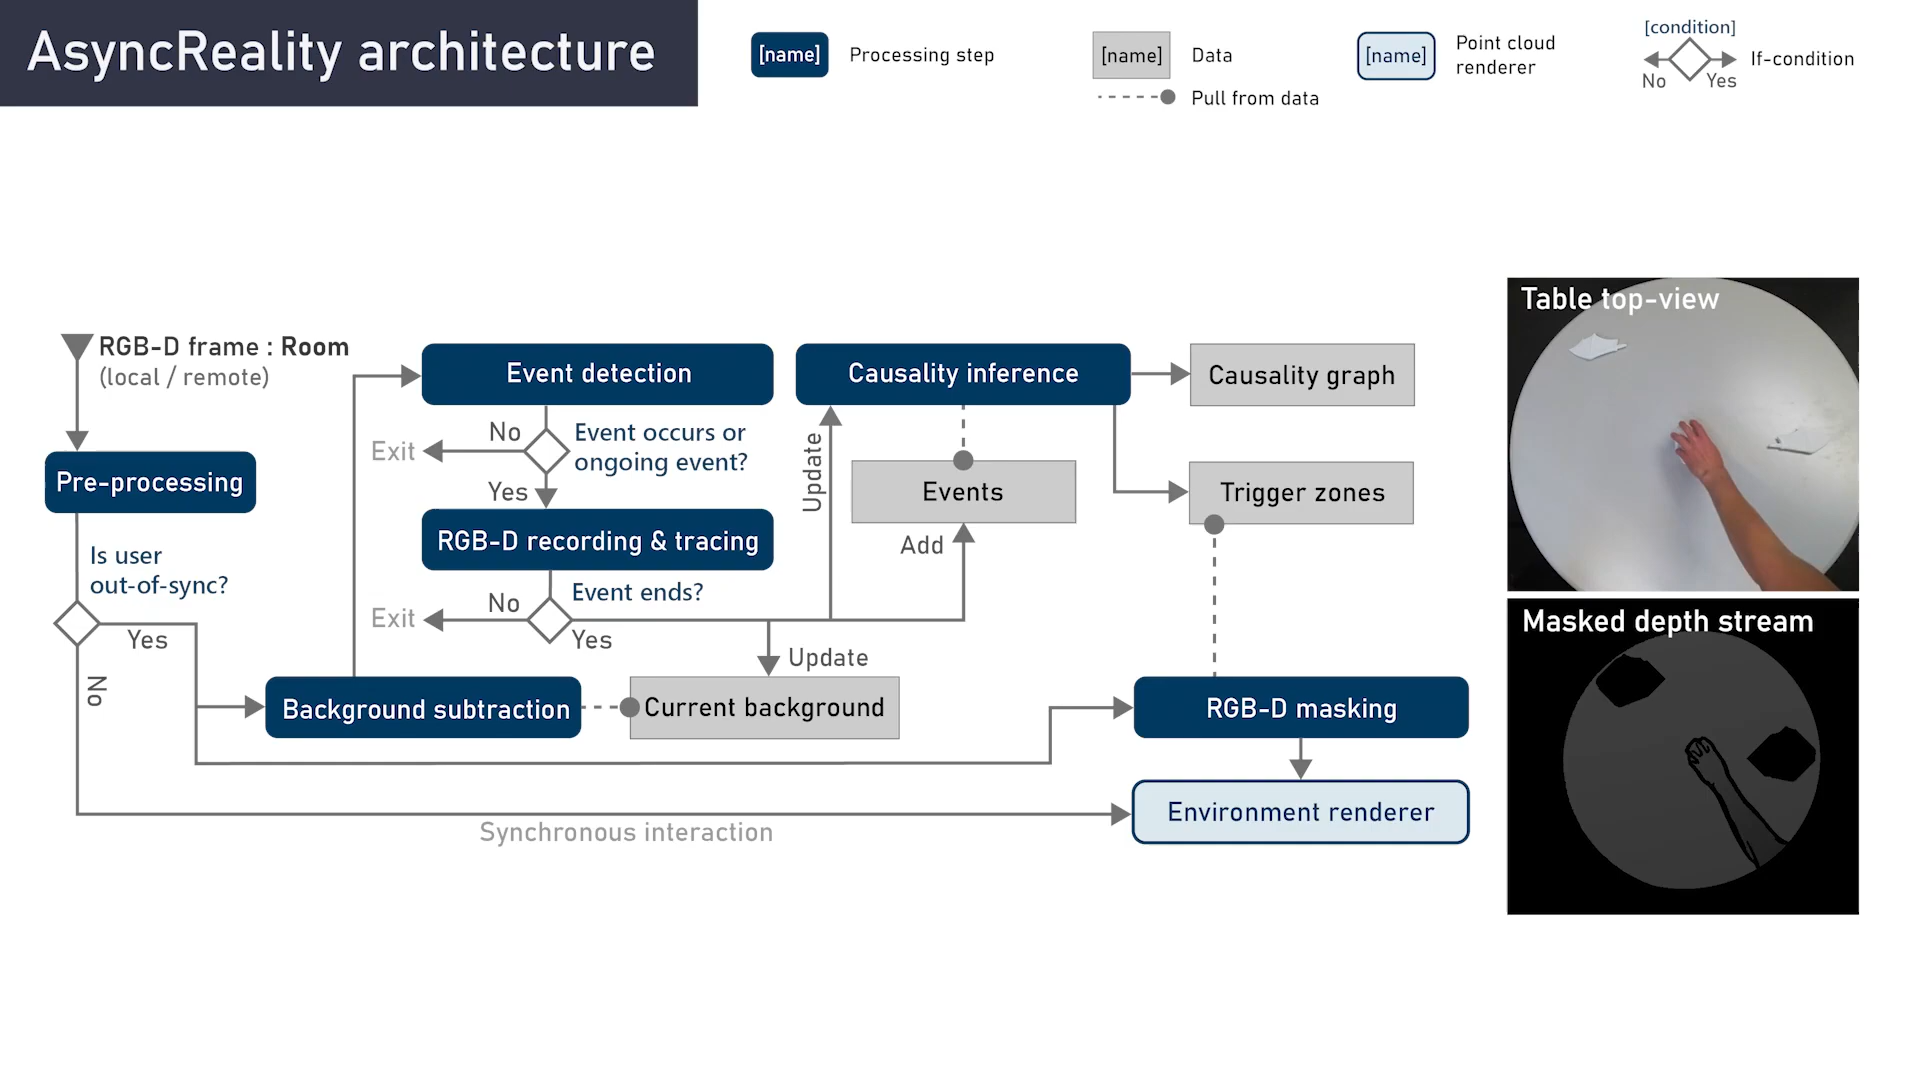 AsyncReality architecture
[name]
Processing step
[name]
Data
Pull from data
[name]
Point cloud
renderer
[condition]
No
Yes
If-condition
RGB-D frame : Room
(local / remote)
Pre-processing
Is user
out-of-sync?
Yes
No
Event detection
No
Event occurs or
ongoing event?
Exit
Yes
RGB-D recording & tracing
Event ends?
No
Exit
Yes
Update
Background subtraction
Current background
Causality inference
Update
Events
Add
Causality graph
Trigger zones
RGB-D masking
Environment renderer
Synchronous interaction
Table top-view
Masked depth stream